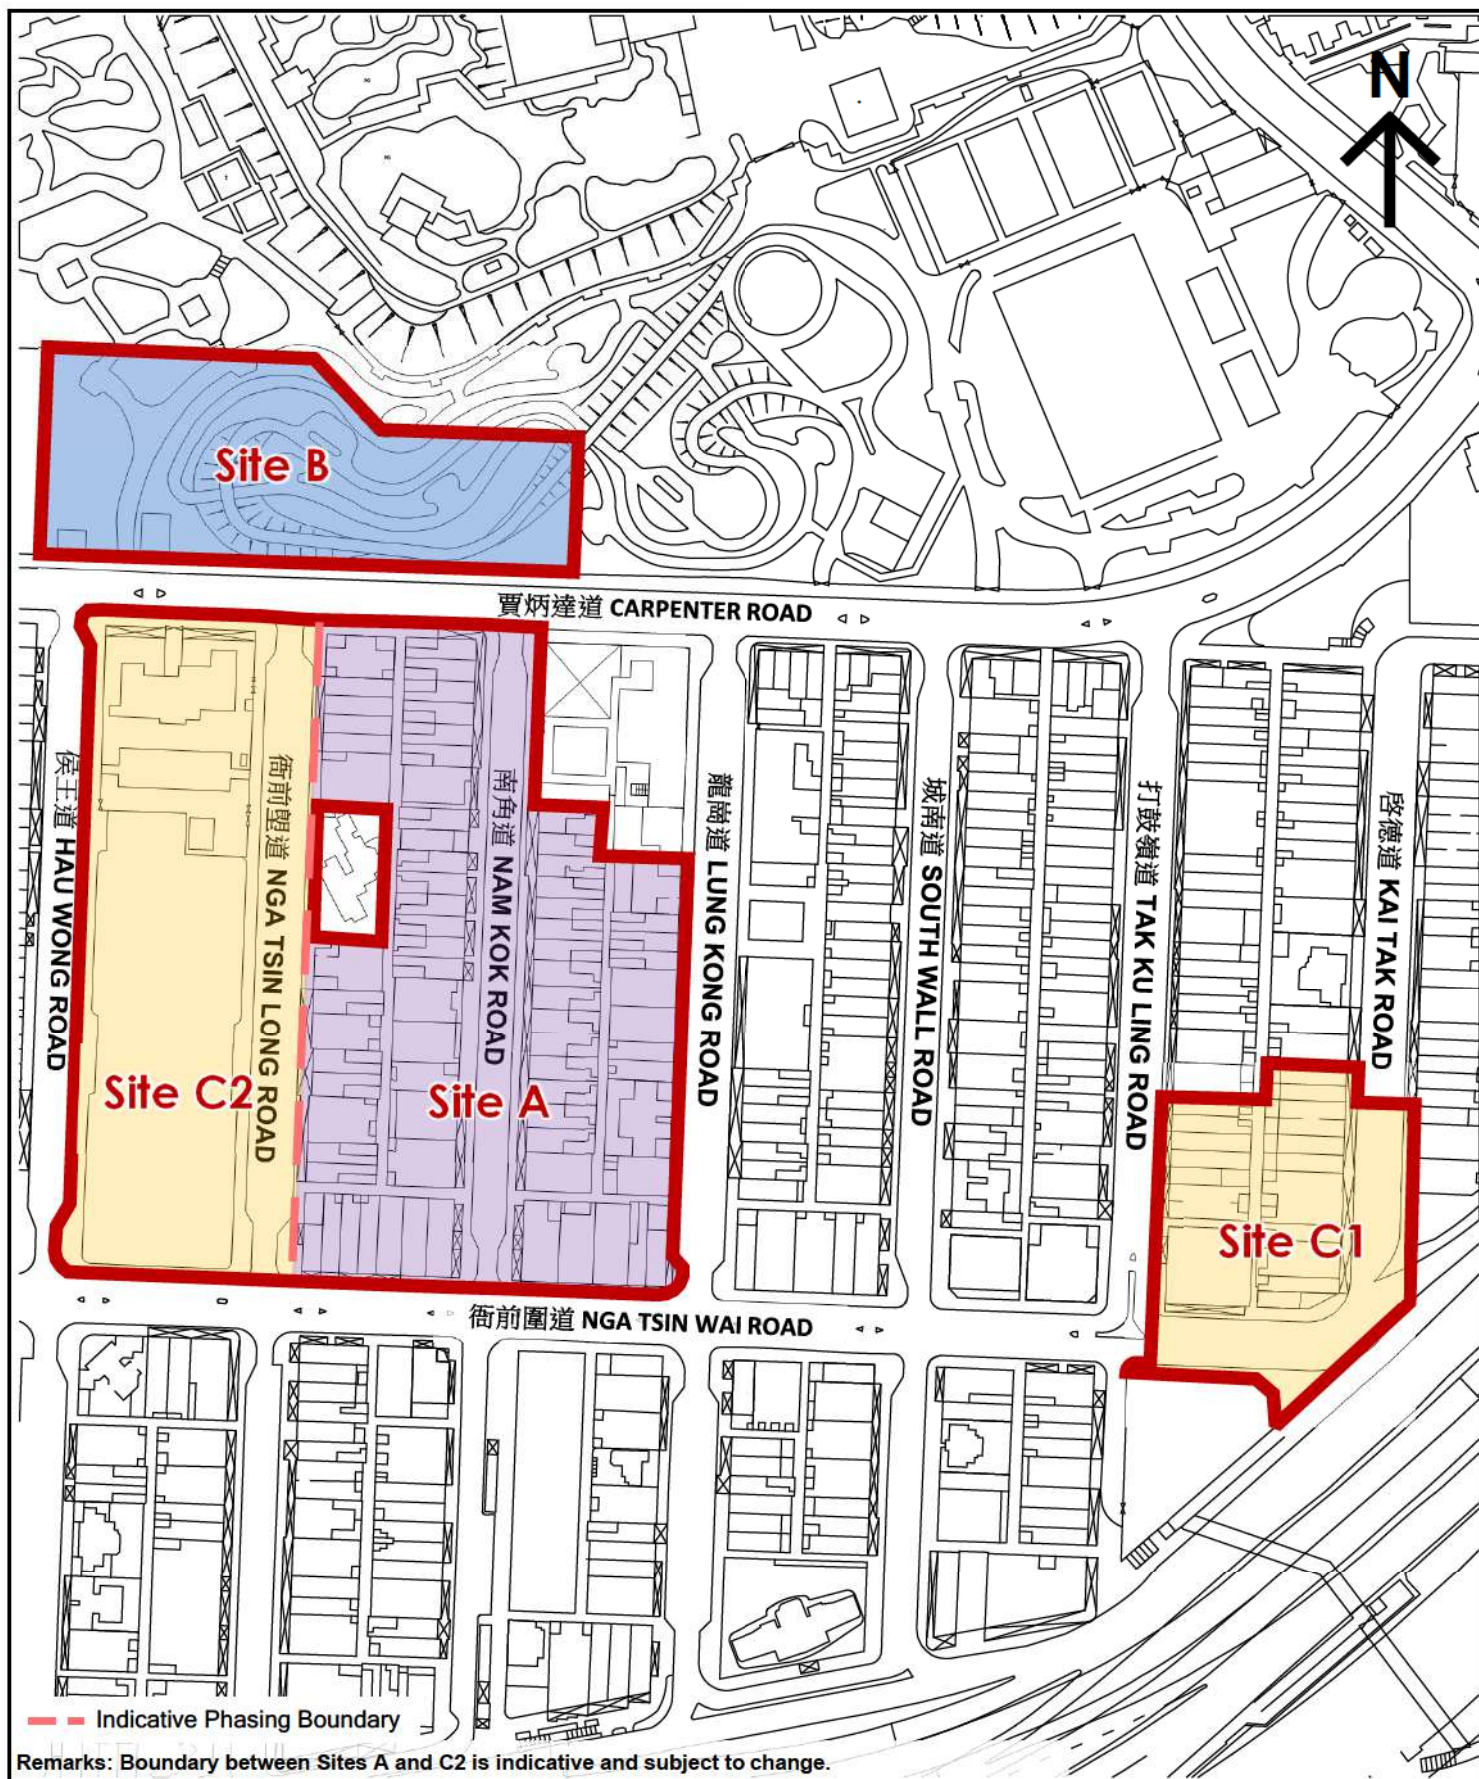 N
Site B
賈炳達道 CARPENTER ROAD
侯王道 HAU WONG ROAD
衙前塱道 NGA TSIN LONG ROAD
南角道 NAM KOK ROAD
龍崗道 LUNG KONG ROAD
城南道 SOUTH WALL ROAD
打鼓嶺道 TAK KU LING ROAD
啓德道 KAI TAK ROAD
Site C2
Site A
Site C1
衙前圍道 NGA TSIN WAI ROAD
Indicative Phasing Boundary
Remarks: Boundary between Sites A and C2 is indicative and subject to change.